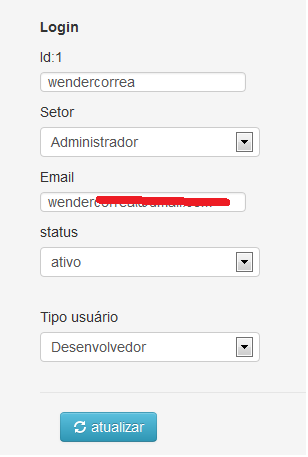 Login
Id:1
wendercorrea
Setor
Administrador
Email
status
ativo
Tipo usuário
Desenvolvedor
atualizar